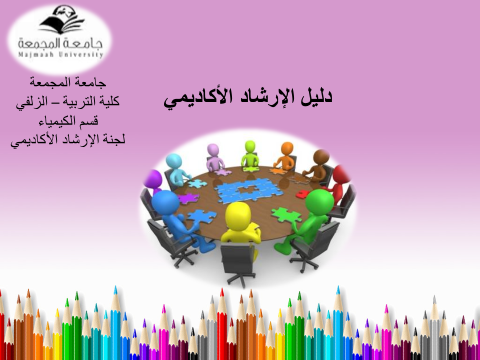 جامعة المجمعة
Majmaah University
جامعة المجمعة
كلية التربية – الزلفي
قسم الكيمياء
لجنة الإرشاد الأكاديمي
دليل الإرشاد الأكاديمي